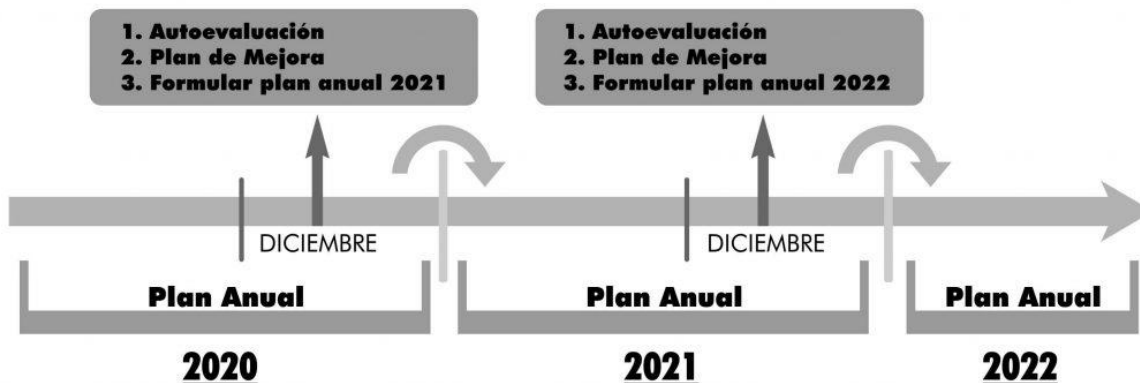 1. Autoevaluación
2. Plan de Mejora
3. Formular plan anual 2021
1. Autoevaluación
2. Plan de Mejora
3. Formular plan anual 2022
DICIEMBRE
DICIEMBRE
Plan Anual
Plan Anual
Plan Anual
2020
2021
2022